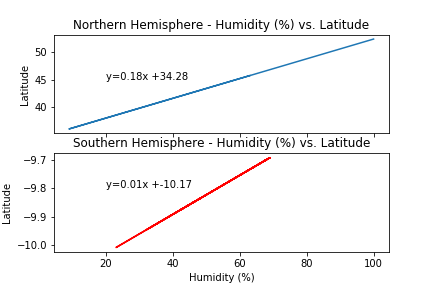 Northern Hemisphere - Humidity (%) vs. Latitude
50
45
40
Latitude
y=0.18x +34.28
Southern Hemisphere - Humidity (%) vs. Latitude
−9.7
−9.8
−9.9
−10.0
Latitude
y=0.01x +-10.17
20 40 60 80 100
Humidity (%)